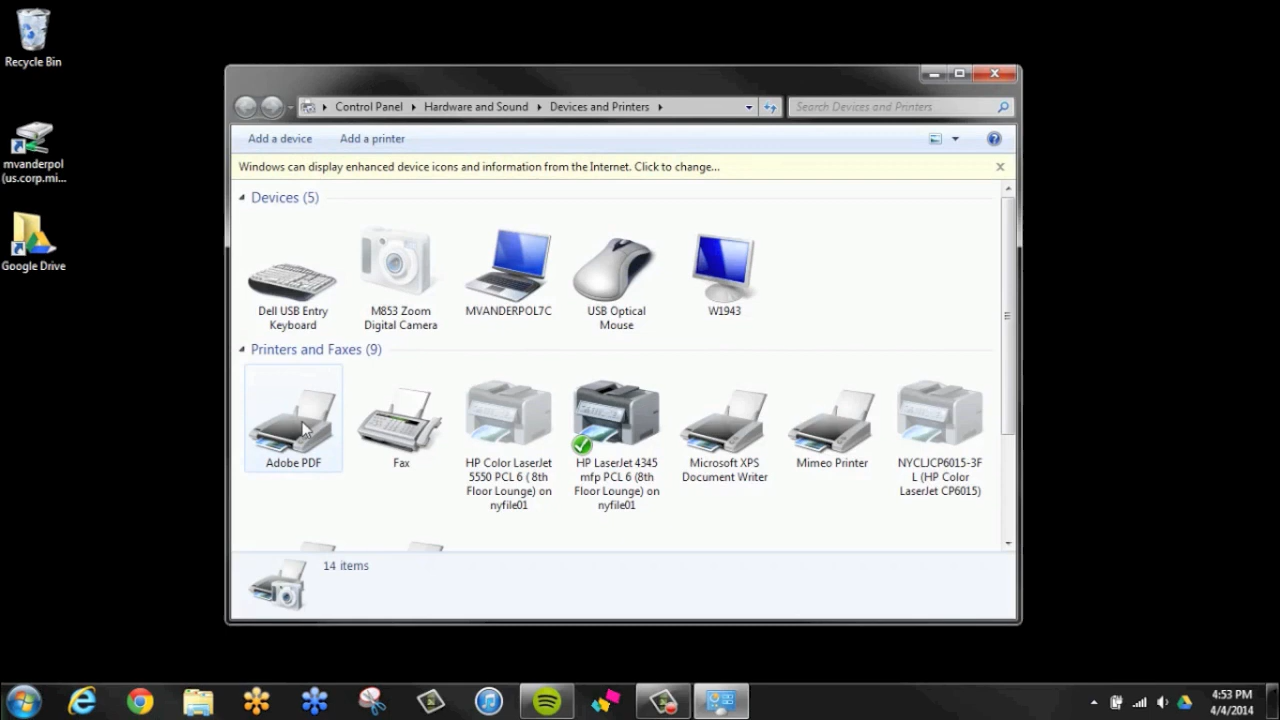 Recycle Bin
mvanderpol
(us.corp.mi...
Google Drive
Control Panel
Hardware and Sound
Devices and Printers
Search Devices and Printers
Add a device
Add a printer
Windows can display enhanced device icons and information from the Internet. Click to change...
Devices (5)
Dell USB Entry
Keyboard
M853 Zoom
Digital Camera
MVANDERPOL7C
USB Optical
Mouse
W1943
Printers and Faxes (9)
Adobe PDF
Fax
HP Color LaserJet
5550 PCL 6 ( 8th
Floor Lounge) on
nyfile01
HP LaserJet 4345
mfp PCL 6 (8th
Floor Lounge) on
nyfile01
Microsoft XPS
Document Writer
Mimeo Printer
NYCLJCP6015-3F
L (HP Color
LaserJet CP6015)
14 items
4:53 PM
4/4/2014